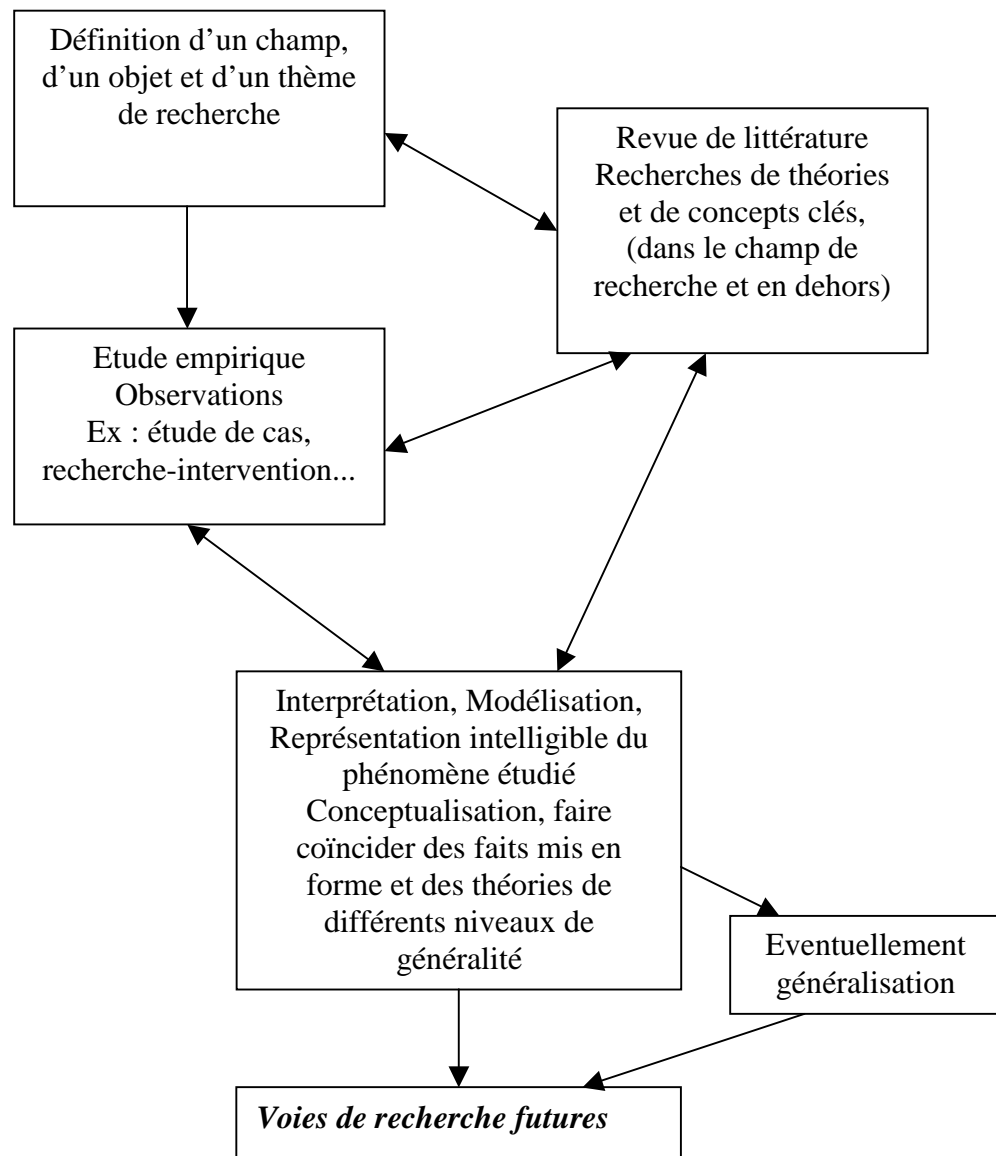 Définition d’un champ,
d’un objet et d’un thème
de recherche
Revue de littérature
Recherches de théories
et de concepts clés,
(dans le champ de
recherche et en dehors)
Etude empirique
Observations
Ex : étude de cas,
recherche-intervention...
Interprétation, Modélisation,
Représentation intelligible du
phénomène étudié
Conceptualisation, faire
coïncider des faits mis en
forme et des théories de
différents niveaux de
généralité
Eventuellement
généralisation
Voies de recherche futures